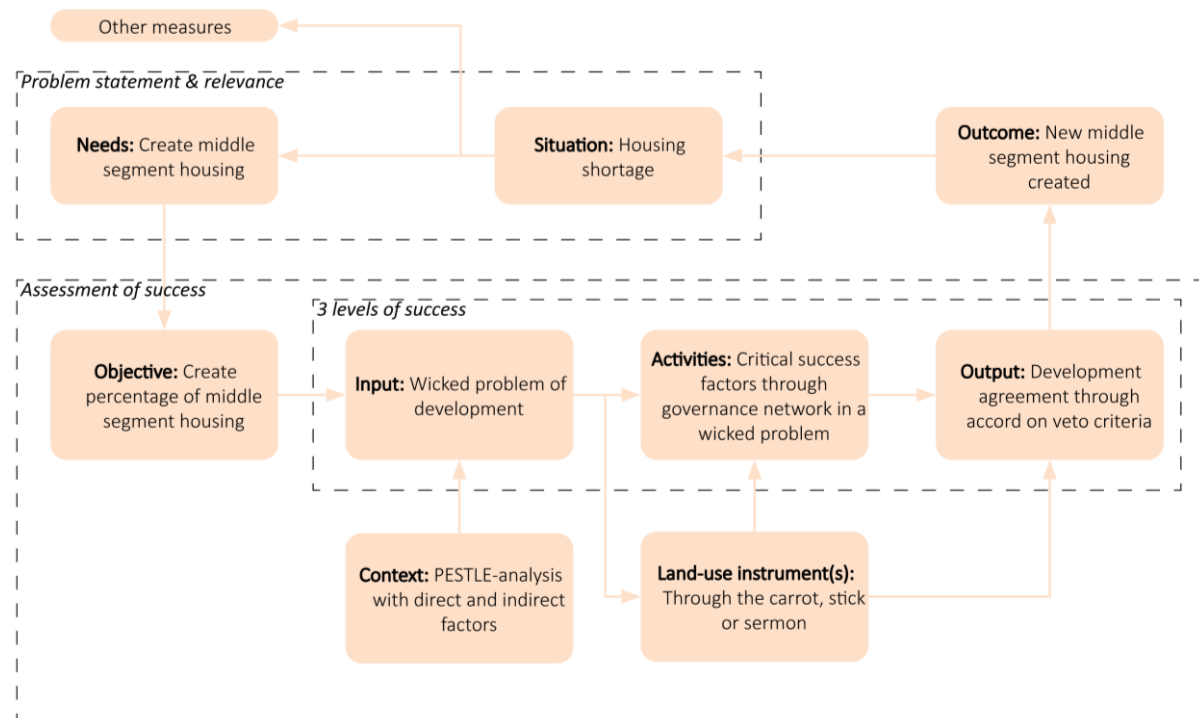 Other measures
Problem statement & relevance
Needs: Create middle
segment housing
Situation: Housing
shortage
Outcome: New middle
segment housing
created
Assessment of success
3 levels of success
Objective: Create
percentage of middle
segment housing
Input: Wicked problem of
development
Activities: Critical success
factors through
governance network in a
wicked problem
Output: Development
agreement through
accord on veto criteria
Context: PESTLE-analysis
with direct and indirect
factors
Land-use instrument(s):
Through the carrot, stick
or sermon